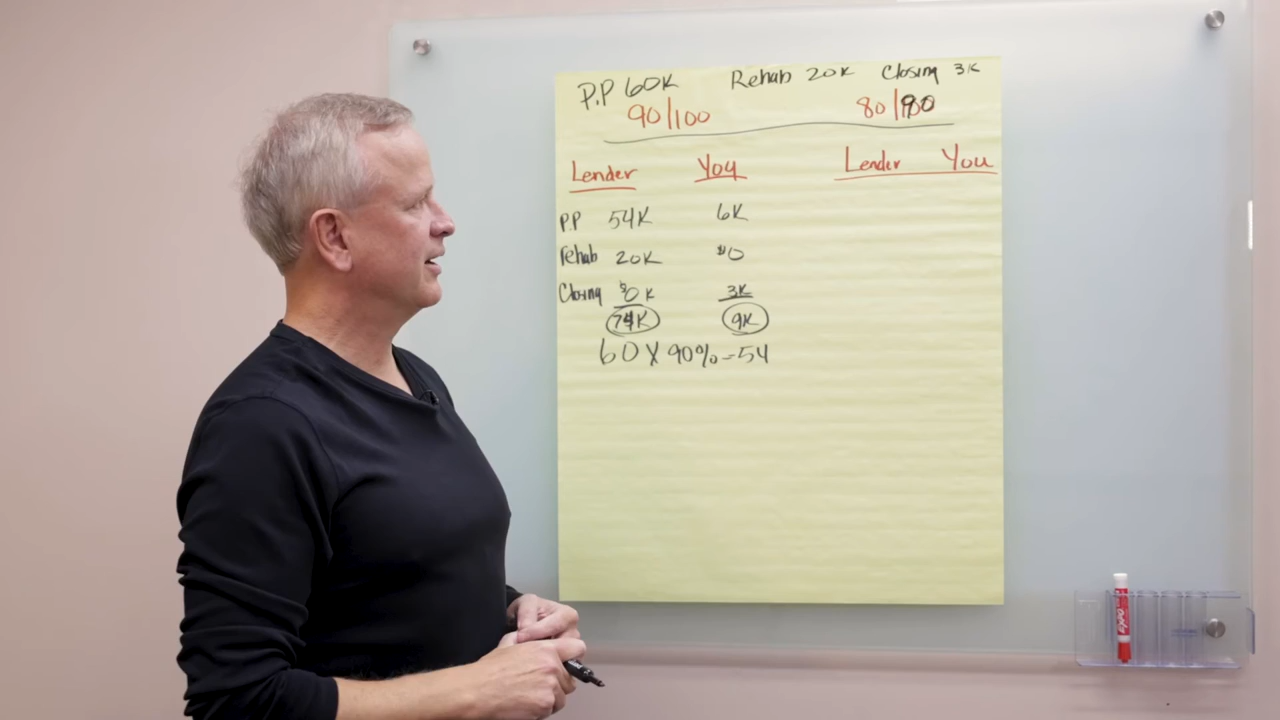 P.P 60K Rehab 20K Closing 3K
90/100 80/90
Lender You Lender You
P.P 54K 6K
Rehab 20K $0
Closing $0K 3K
74K 9K
60 X 90% = 54
EXPO